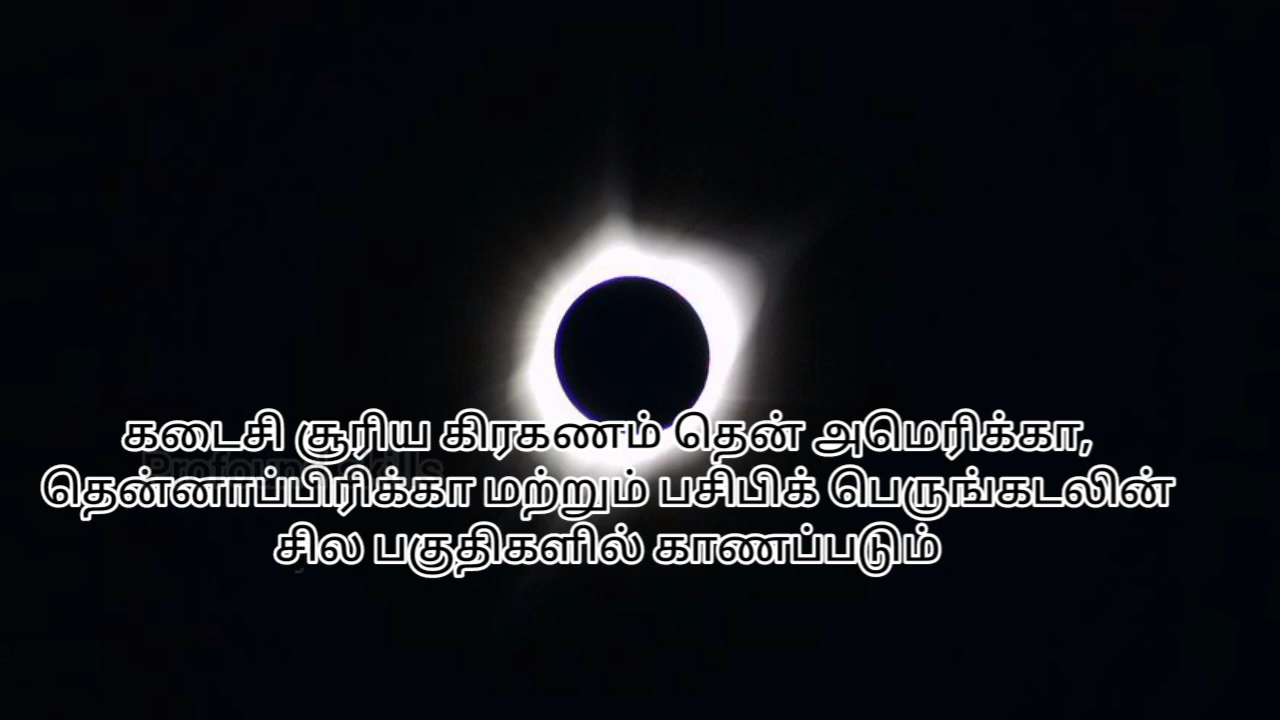 கடைசி சூரிய கிரகணம் தென் அமெரிக்கா,
தென்னாப்பிரிக்கா மற்றும் பசிபிக் பெருங்கடலின்
சில பகுதிகளில் காணப்படும்